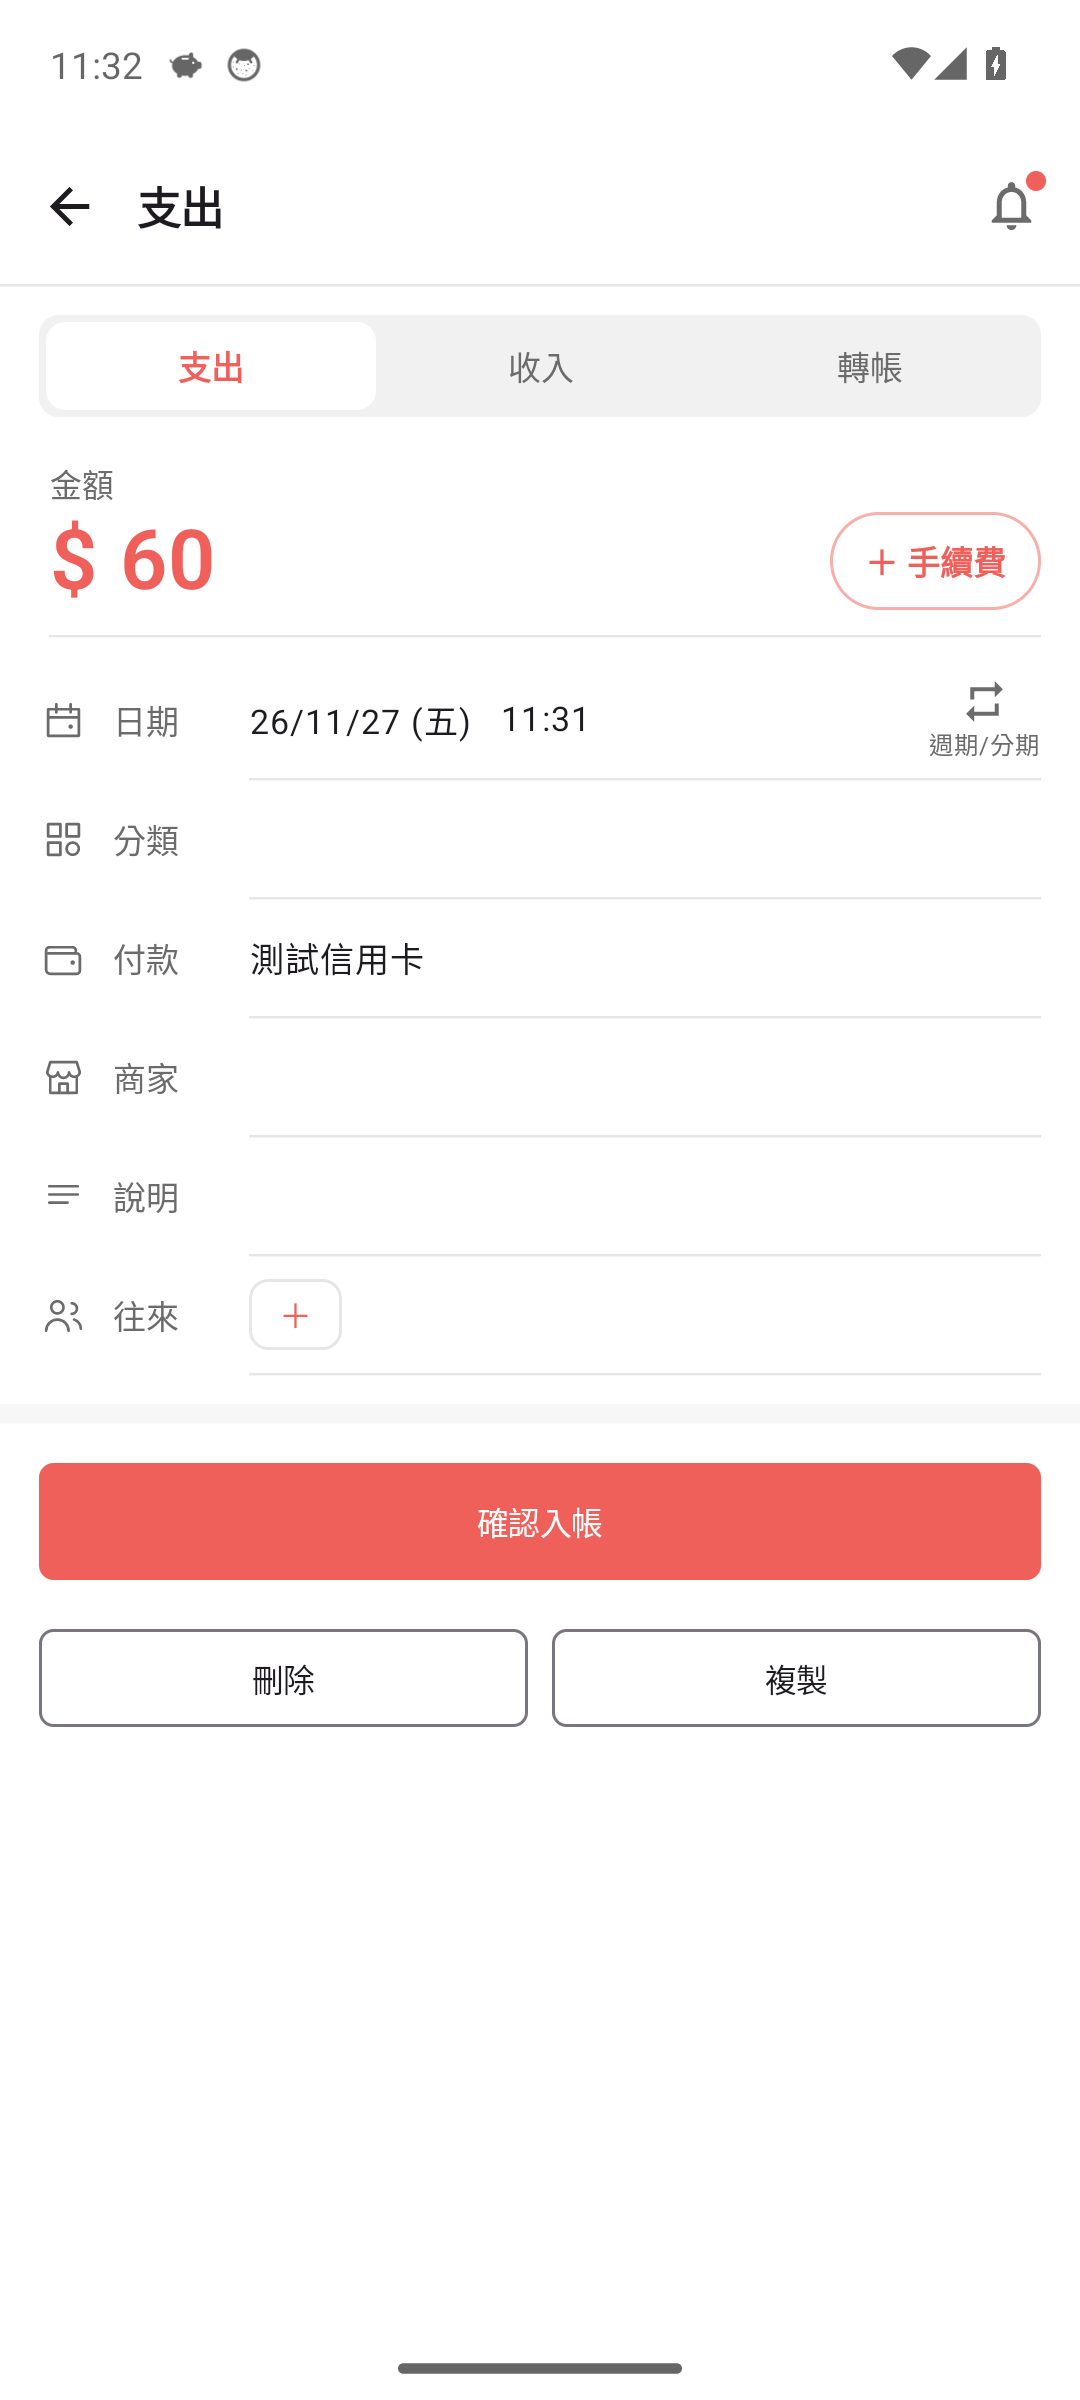 11:32
支出
支出 收入 轉帳
金額
$ 60
+ 手續費
日期 26/11/27 (五) 11:31
週期/分期
分類
付款 測試信用卡
商家
說明
往來 +
確認入帳
刪除 複製